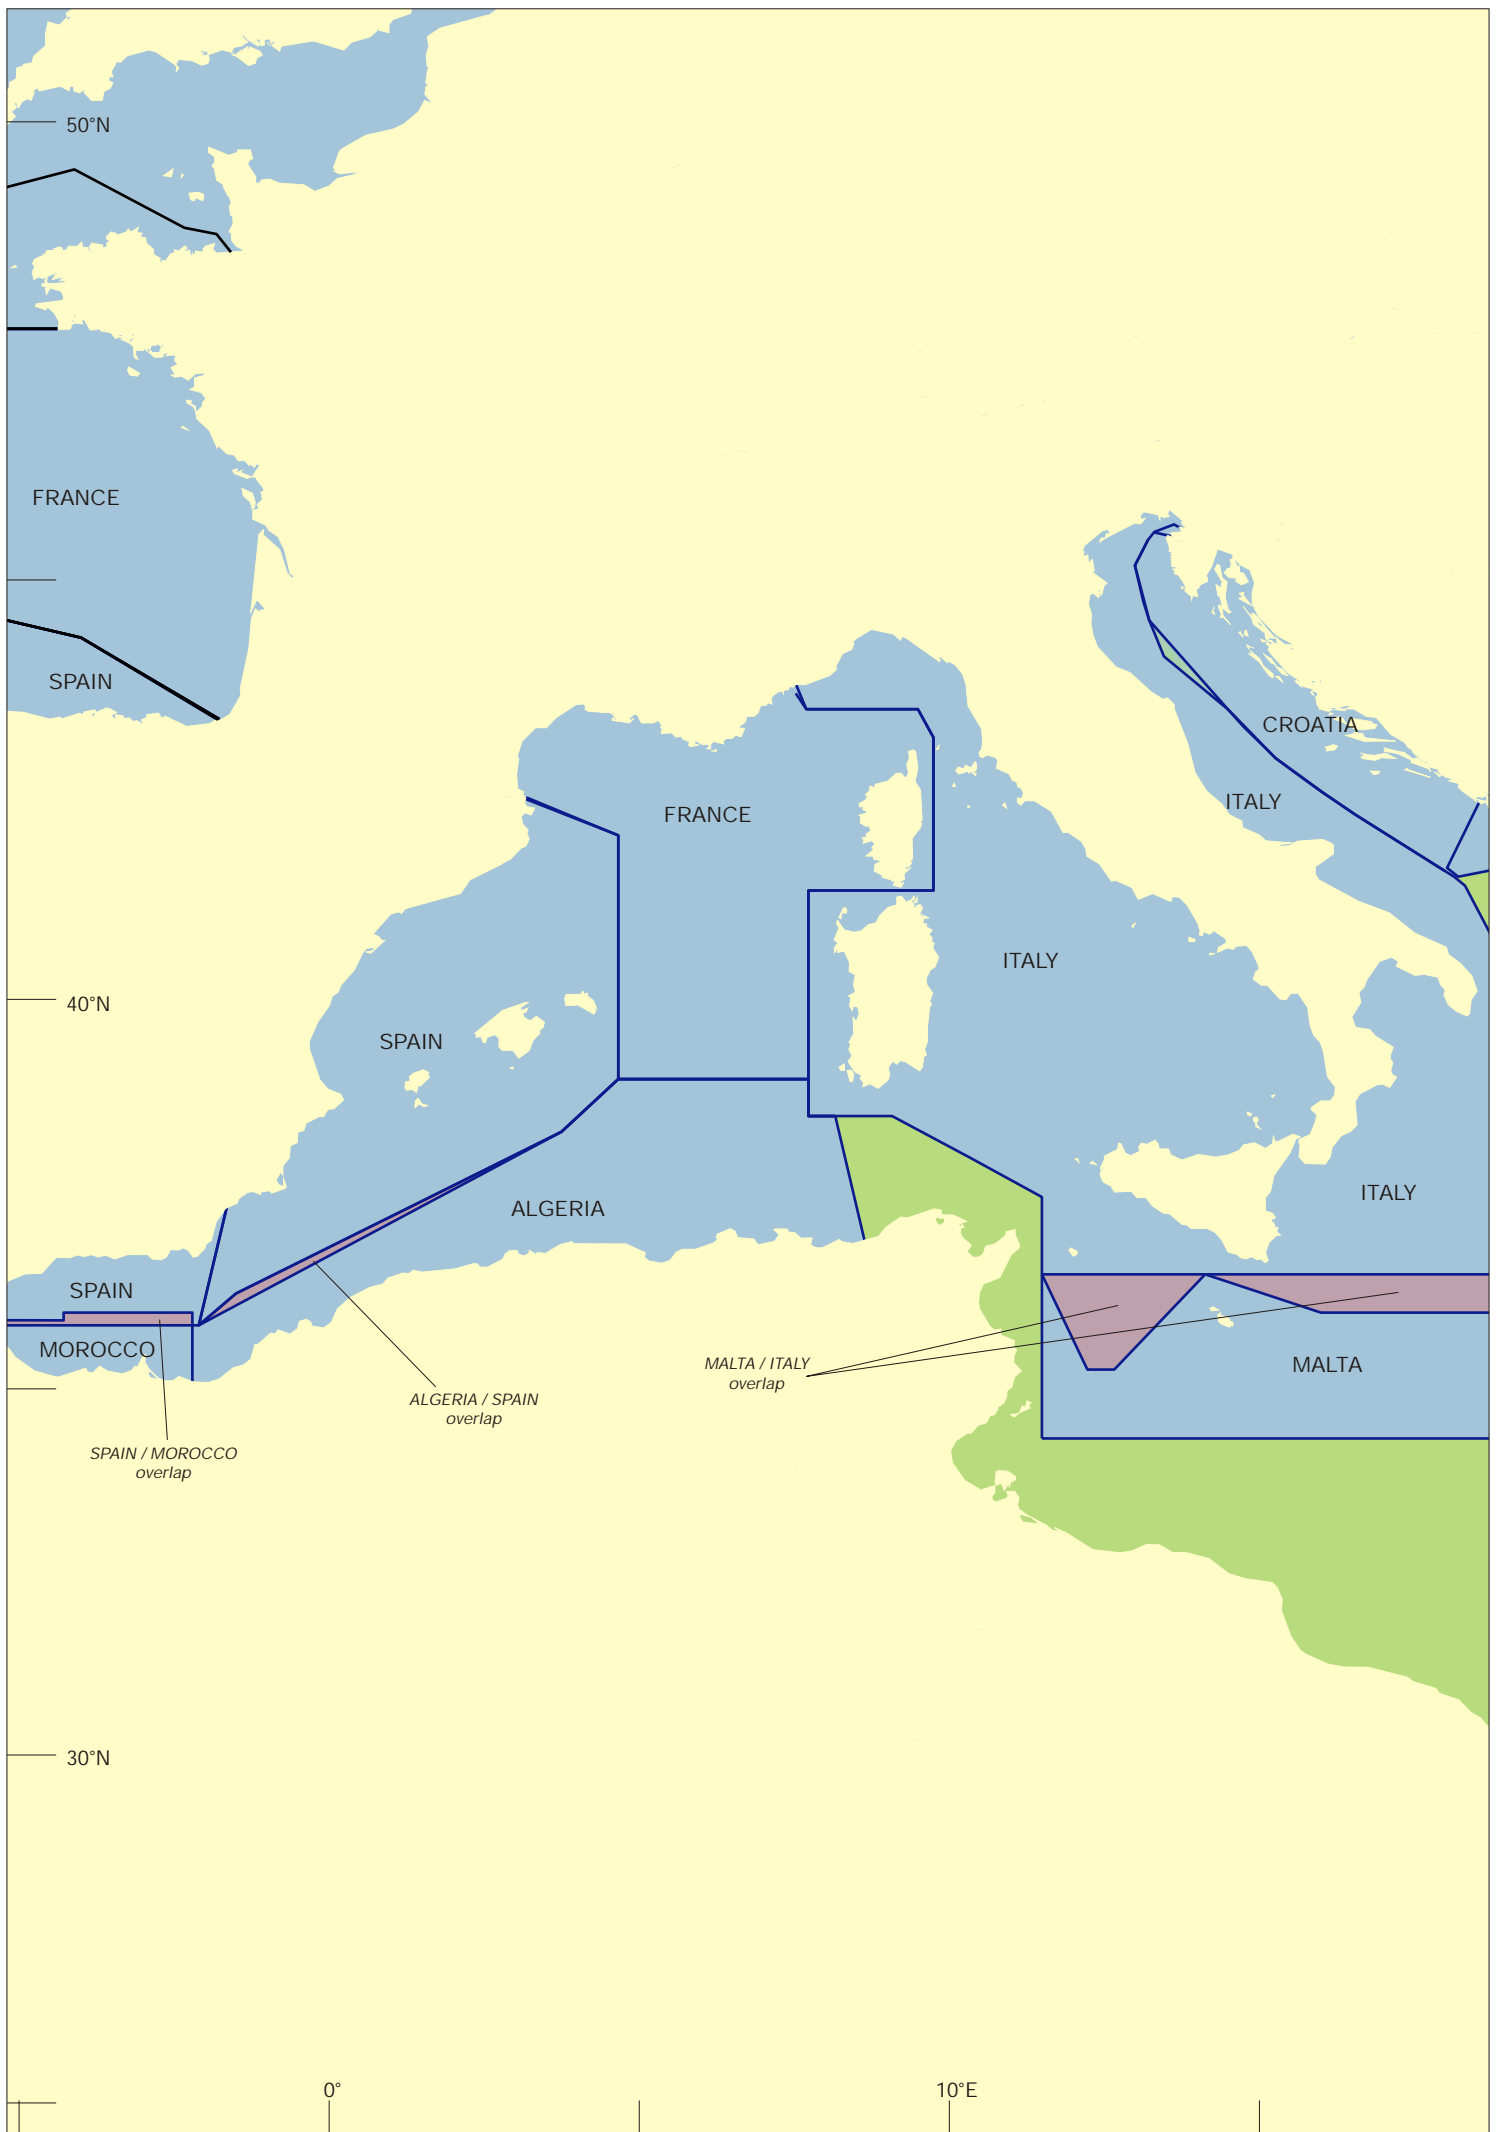 50°N
FRANCE
SPAIN
CROATIA
ITALY
FRANCE
ITALY
40°N
SPAIN
ITALY
ALGERIA
SPAIN
MOROCCO
MALTA / ITALY
overlap
MALTA
ALGERIA / SPAIN
overlap
SPAIN / MOROCCO
overlap
30°N
0°
10°E